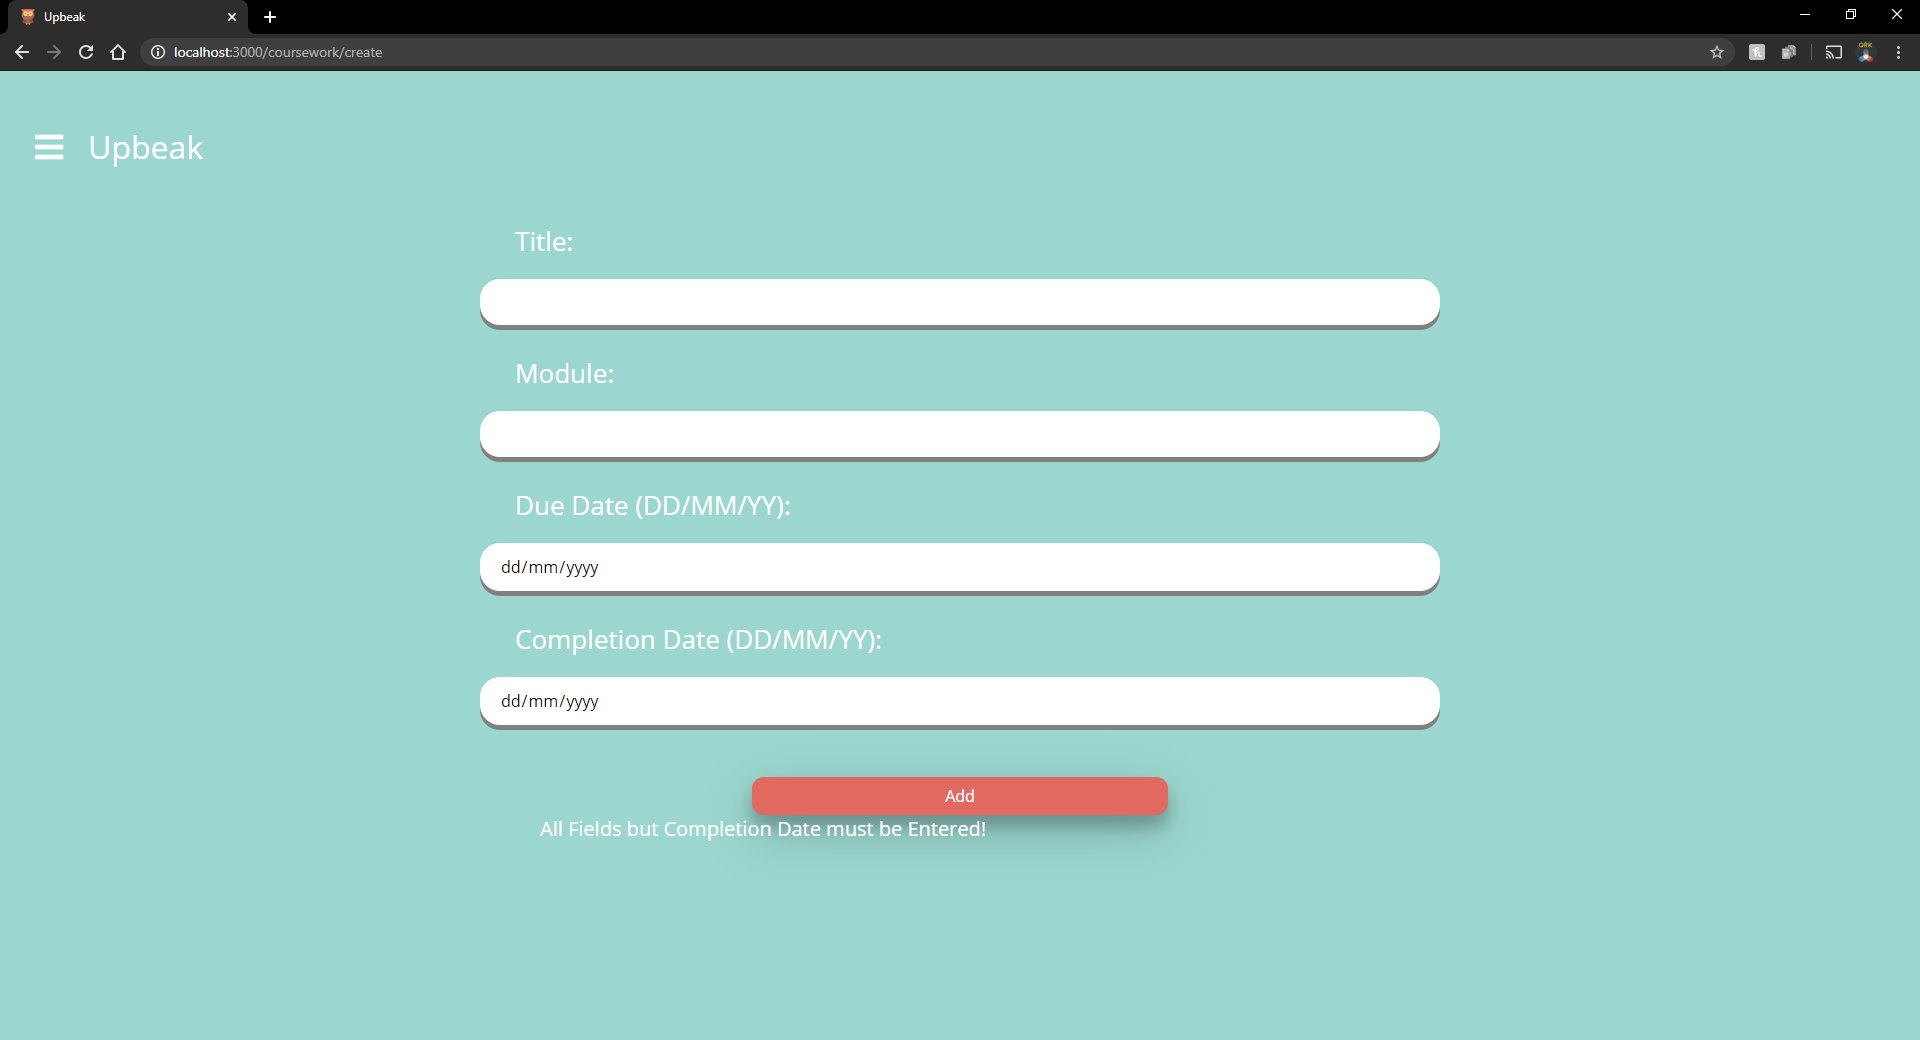 Upbeak
localhost:3000/coursework/create
QRK
Upbeak
Title:
Module:
Due Date (DD/MM/YY):
dd/mm/yyyy
Completion Date (DD/MM/YY):
dd/mm/yyyy
Add
All Fields but Completion Date must be Entered!